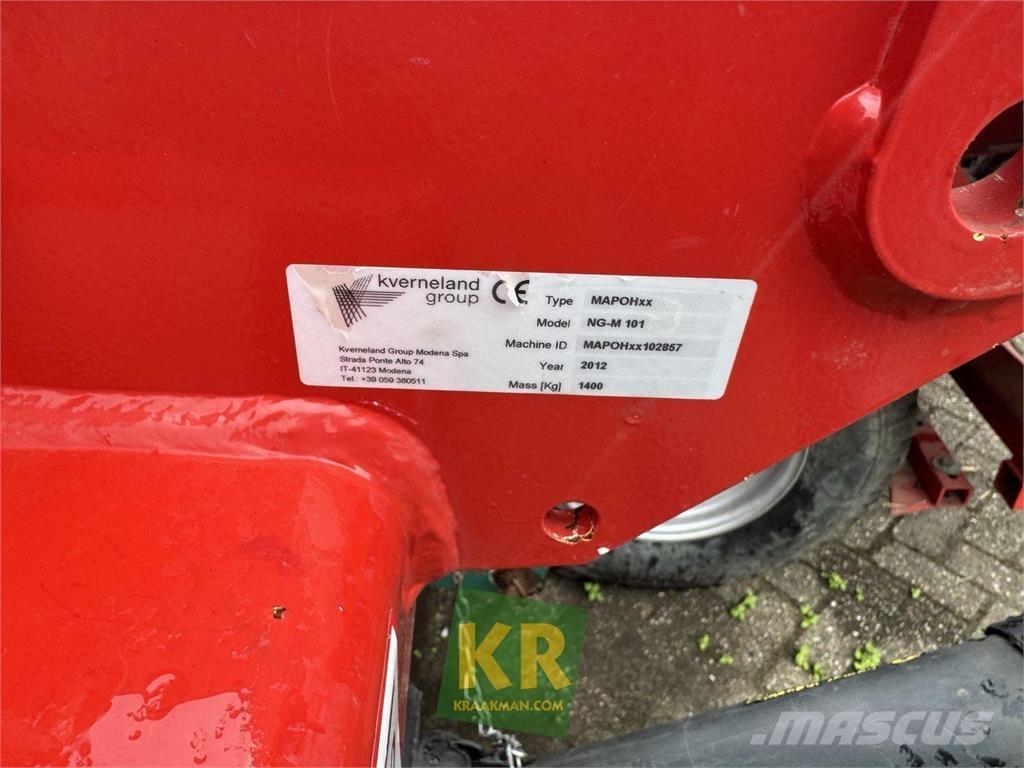 kverneland
group
CE
Type MAPOHxx
Model NG-M 101
Machine ID MAPOHxx102857
Year 2012
Mass [Kg] 1400
Kverneland Group Modena Spa
Strada Ponte Alto 74
IT-41123 Modena
Tel.: +39 059 380511
KR
KRAAKMAN.COM
MASCUS